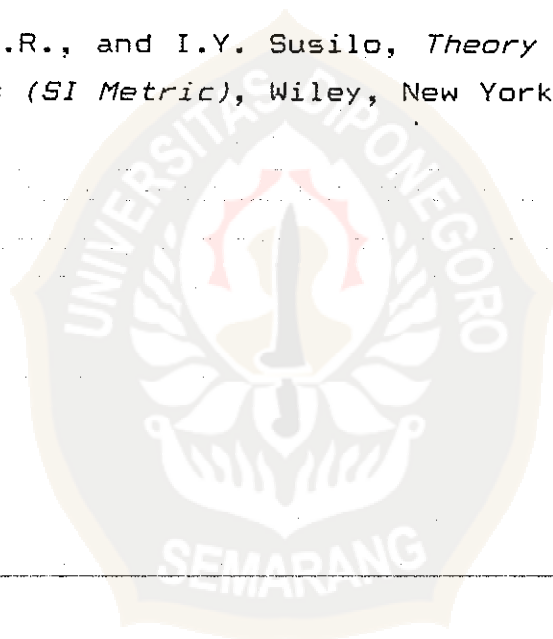 .R., and I.Y. Susilo, Theory
(SI Metric), Wiley, New York
UNIVERSITAS DIPONEGORO
SEMARANG